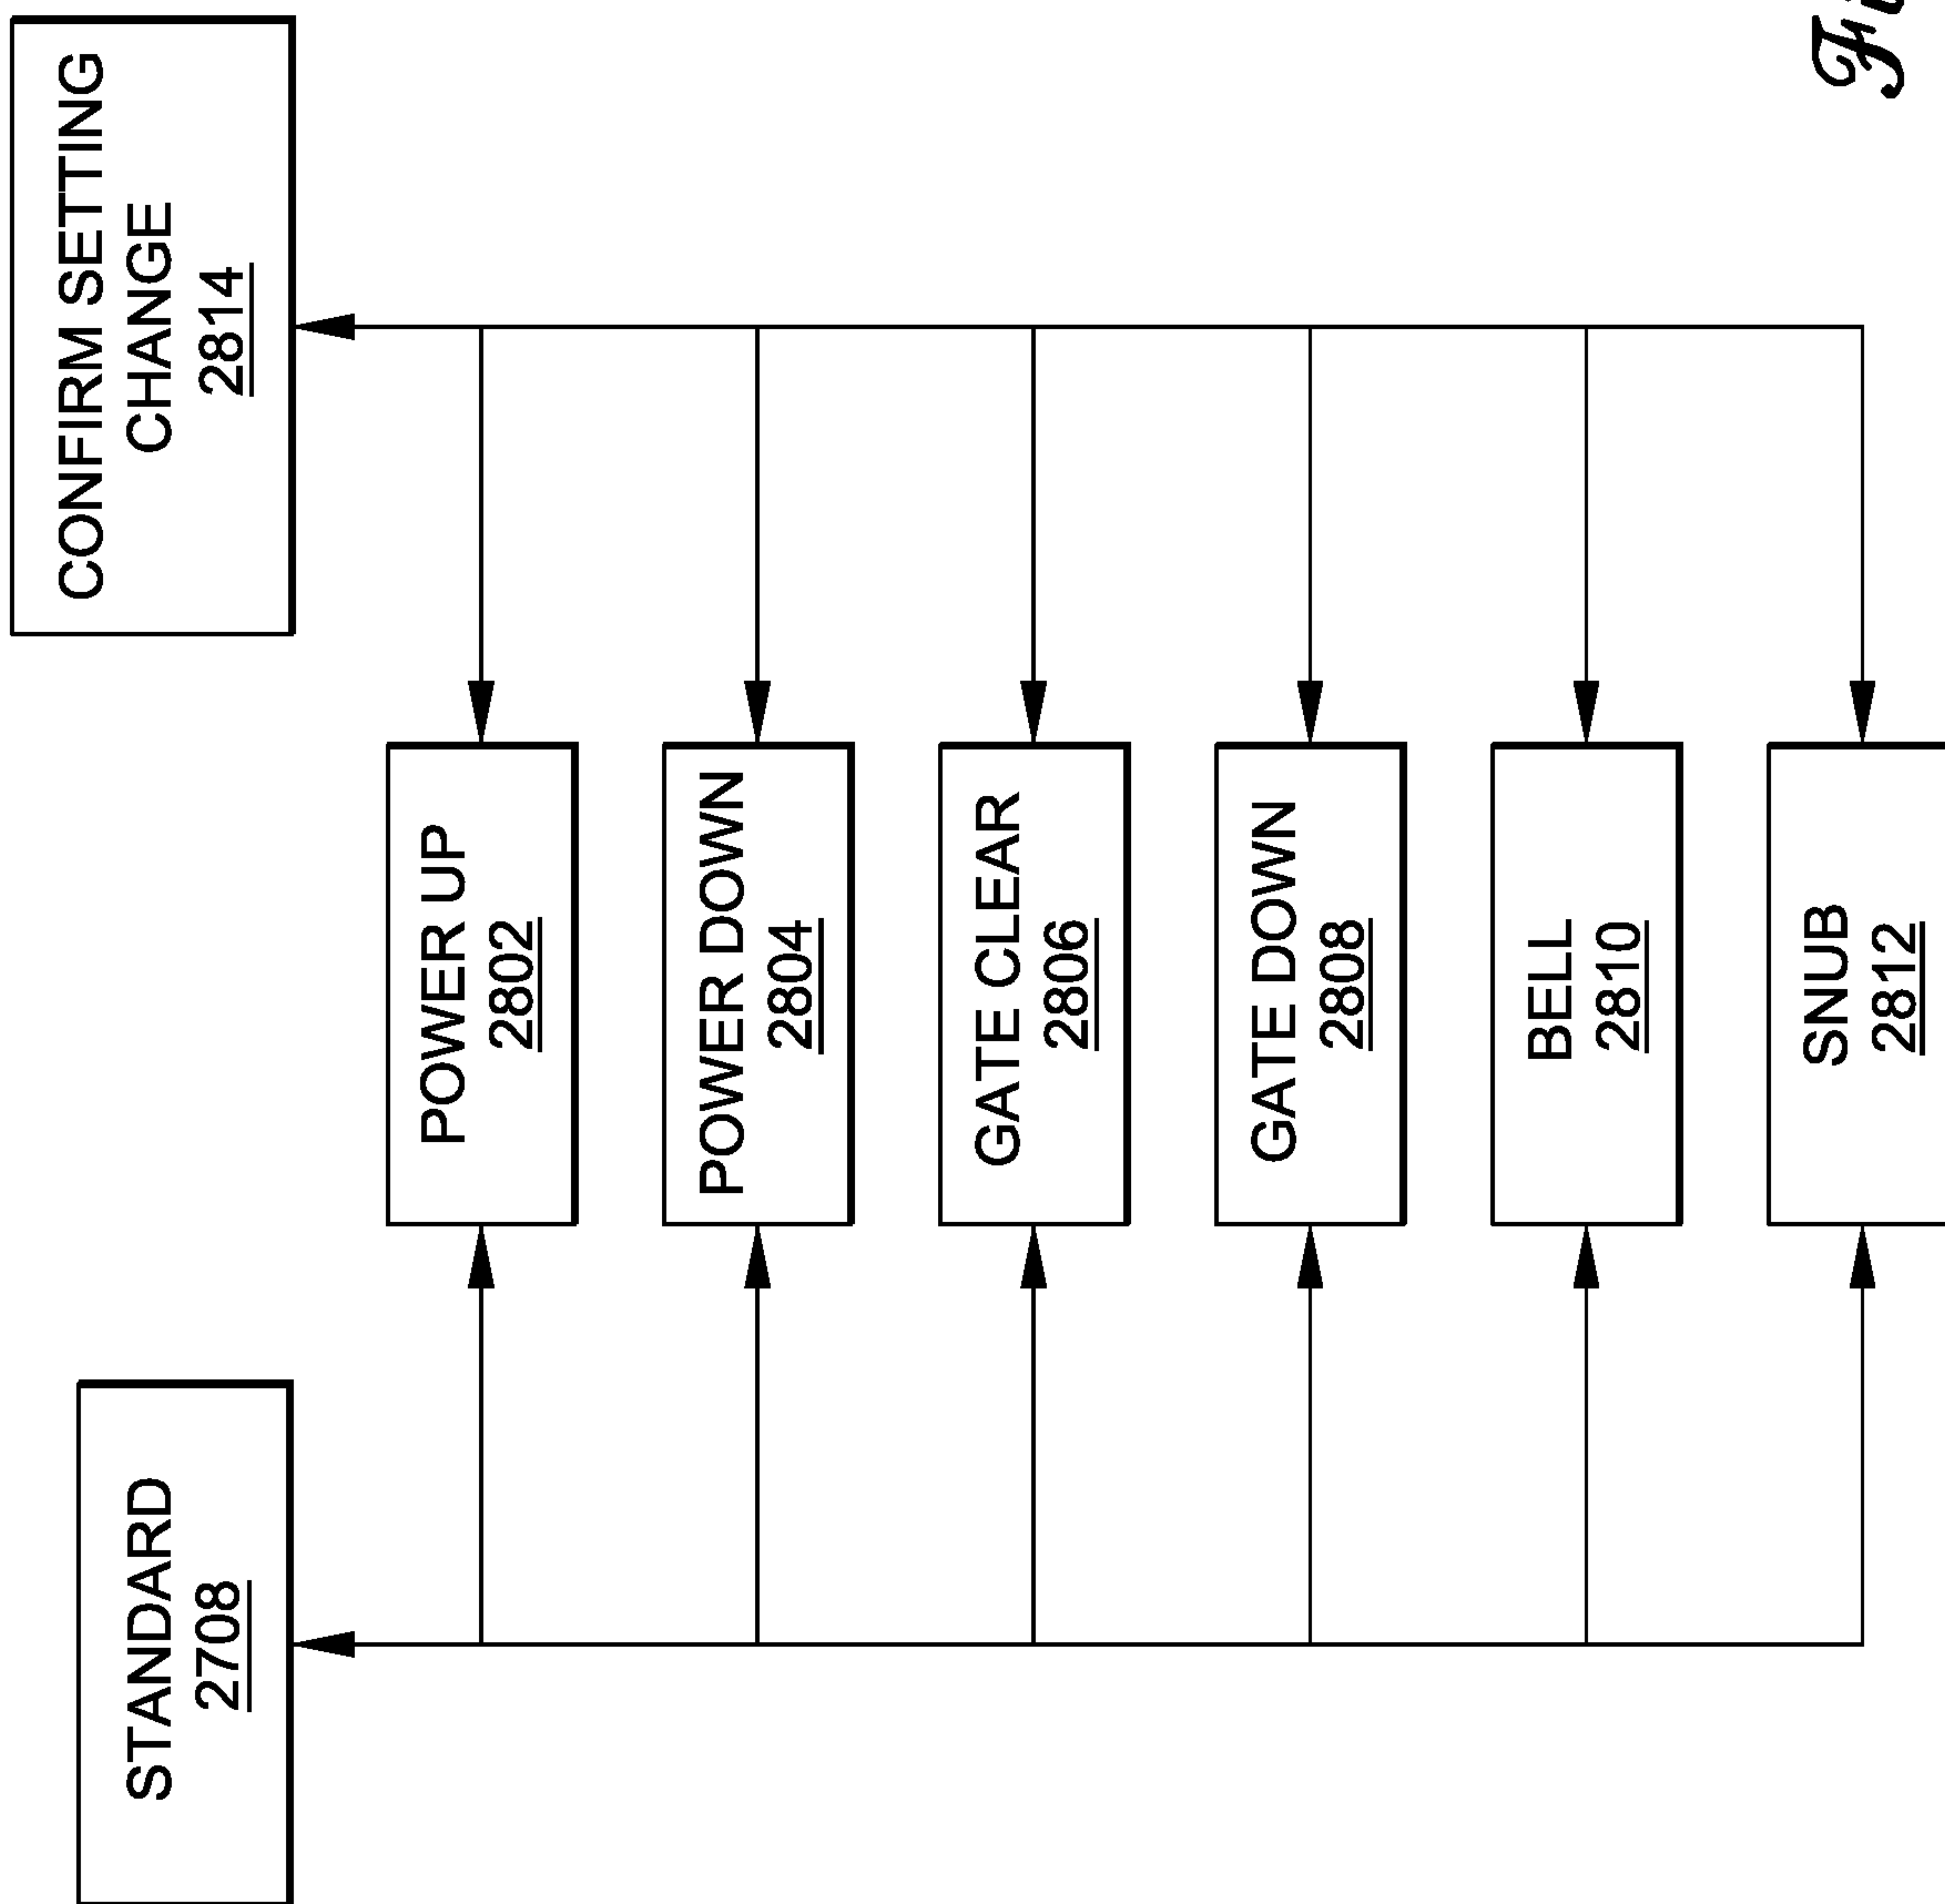 STANDARD
2708
CONFIRM SETTING
CHANGE
2814
POWER UP
2802
POWER DOWN
2804
GATE CLEAR
2806
GATE DOWN
2808
BELL
2810
SNUB
2812